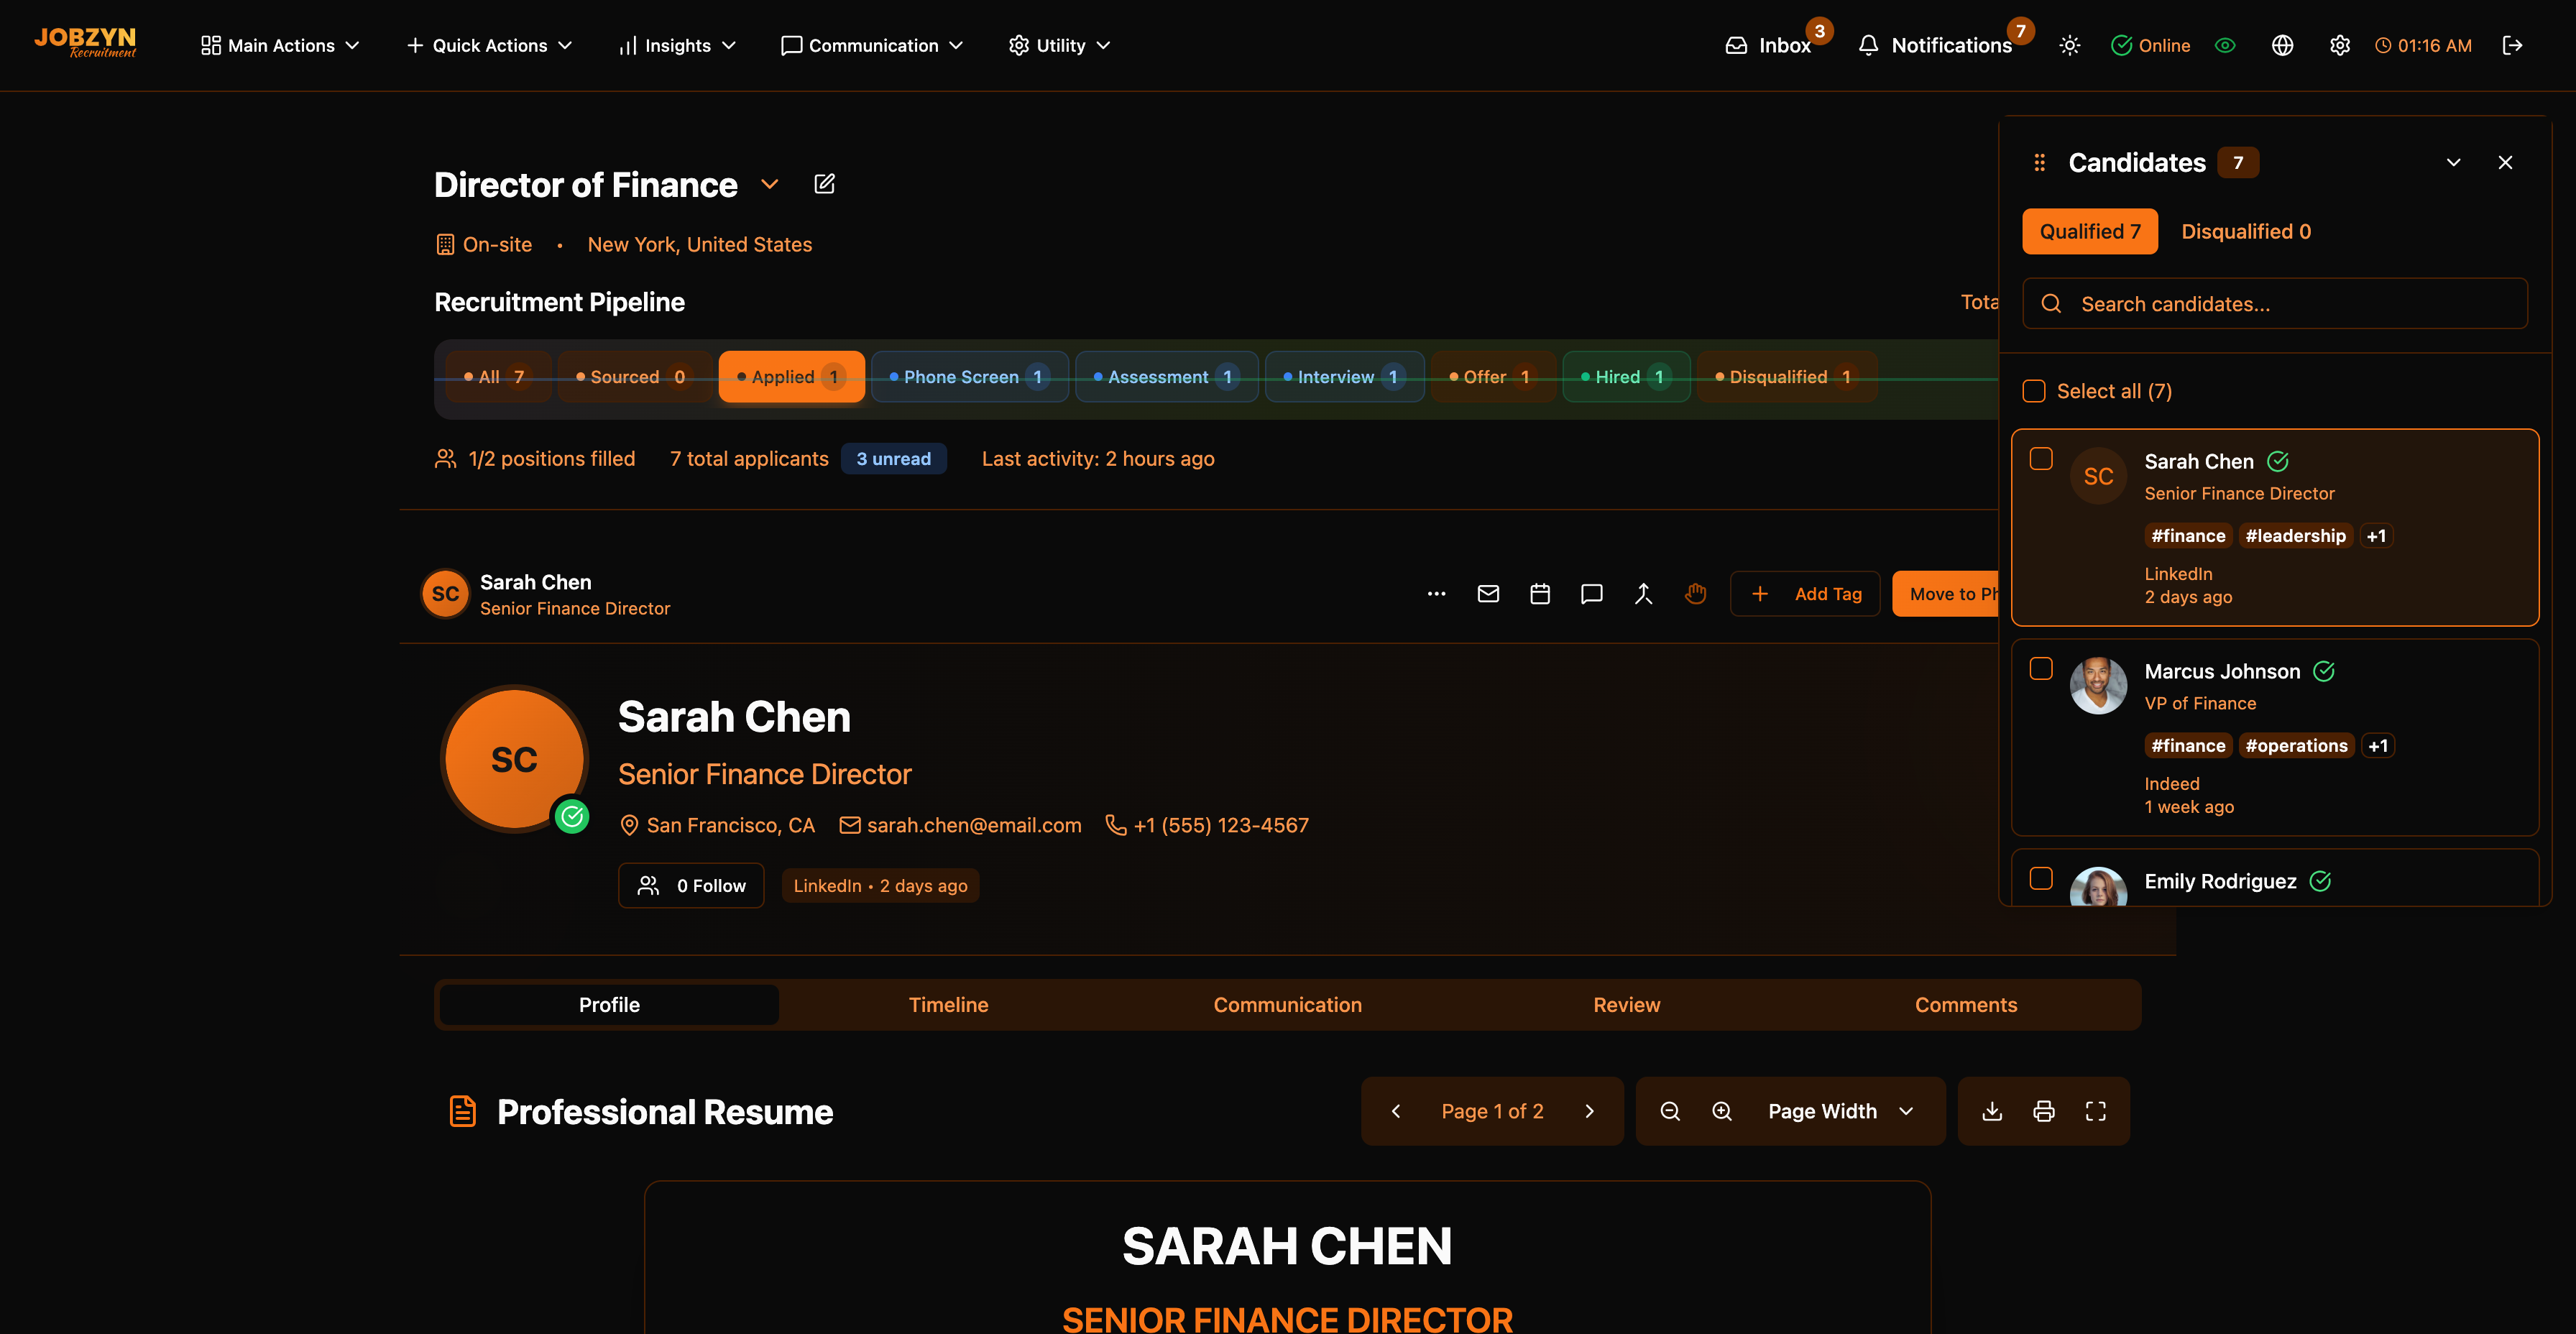 JOBZYN
Recruitment
Main Actions
Quick Actions
Insights
Communication
Utility
Inbox 3
Notifications 7
Online
01:16 AM
Director of Finance
On-site • New York, United States
Recruitment Pipeline
Tota
All 7
Sourced 0
Applied 1
Phone Screen 1
Assessment 1
Interview 1
Offer 1
Hired 1
Disqualified 1
1/2 positions filled
7 total applicants
3 unread
Last activity: 2 hours ago
SC
Sarah Chen
Senior Finance Director
Add Tag
Move to Ph
SC
Sarah Chen
Senior Finance Director
San Francisco, CA
sarah.chen@email.com
+1 (555) 123-4567
0 Follow
LinkedIn • 2 days ago
Profile
Timeline
Communication
Review
Comments
Professional Resume
Page 1 of 2
Page Width
SARAH CHEN
SENIOR FINANCE DIRECTOR
Candidates 7
Qualified 7
Disqualified 0
Search candidates...
Select all (7)
SC
Sarah Chen
Senior Finance Director
#finance #leadership +1
LinkedIn
2 days ago
Marcus Johnson
VP of Finance
#finance #operations +1
Indeed
1 week ago
Emily Rodriguez